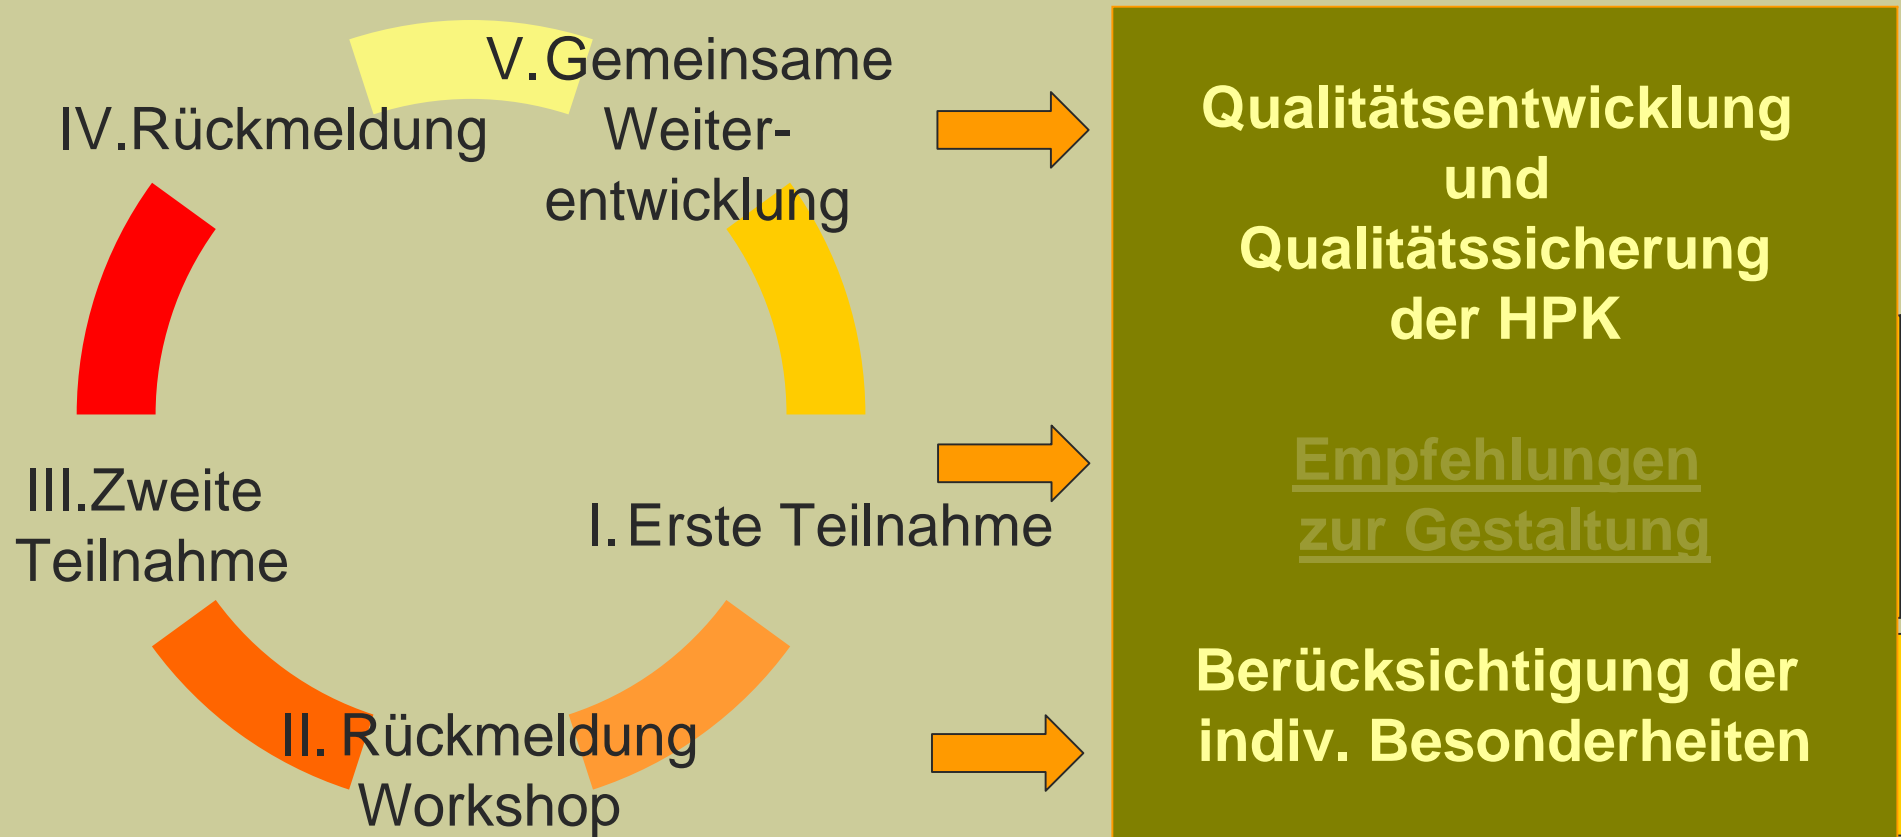 V. Gemeinsame
Weiter-
entwicklung
IV.Rückmeldung
III.Zweite
Teilnahme
I. Erste Teilnahme
II. Rückmeldung
Workshop
Qualitätsentwicklung
und
Qualitätssicherung
der HPK
Empfehlungen
zur Gestaltung
Berücksichtigung der
indiv. Besonderheiten